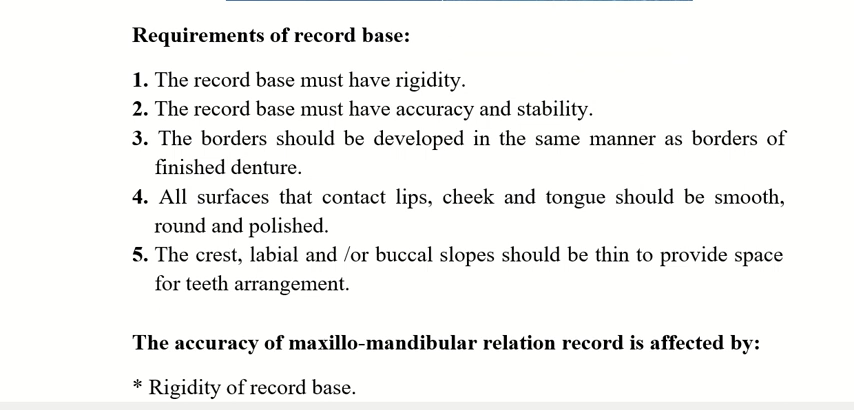 Requirements of record base:
1. The record base must have rigidity.
2. The record base must have accuracy and stability.
3. The borders should be developed in the same manner as borders of
finished denture.
4. All surfaces that contact lips, cheek and tongue should be smooth,
round and polished.
5. The crest, labial and /or buccal slopes should be thin to provide space
for teeth arrangement.
The accuracy of maxillo-mandibular relation record is affected by:
* Rigidity of record base.